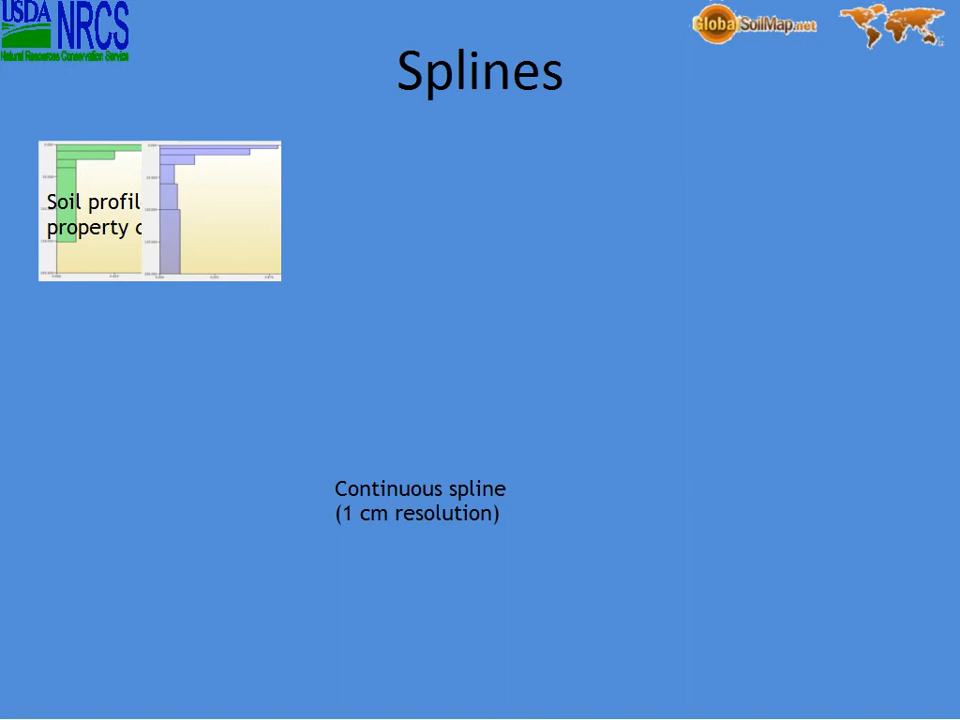 USDA NRCS
Natural Resources Conservation Service
GlobalSoilMap.net
Splines
Soil profil
property c
Continuous spline
(1 cm resolution)